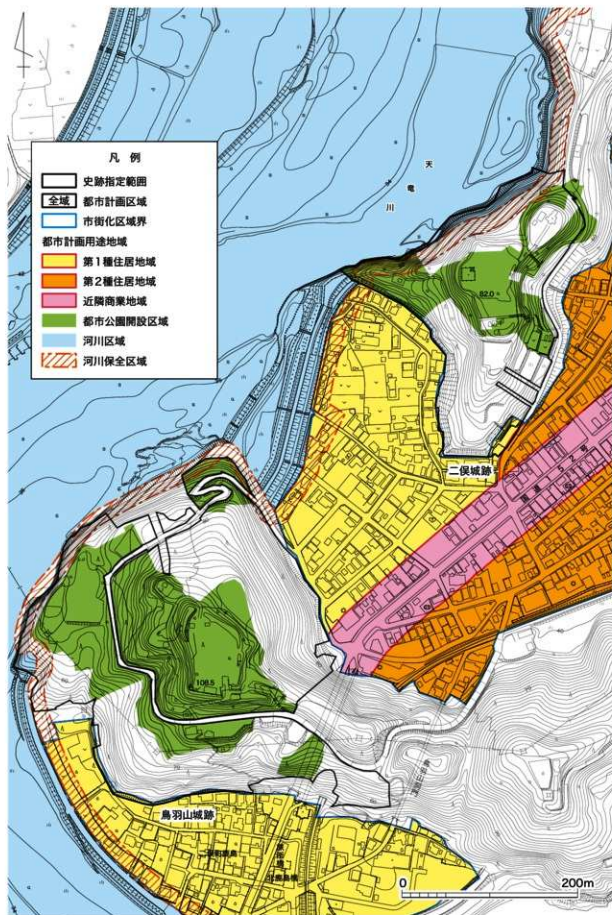 凡 例
史跡指定範囲
全域 都市計画区域
市街化区域界
都市計画用途地域
第1種住居地域
第2種住居地域
近隣商業地域
都市公園開設区域
河川区域
河川保全区域
天竜川
82.0
二俣城跡
108.5
鳥羽山城跡
0 200m